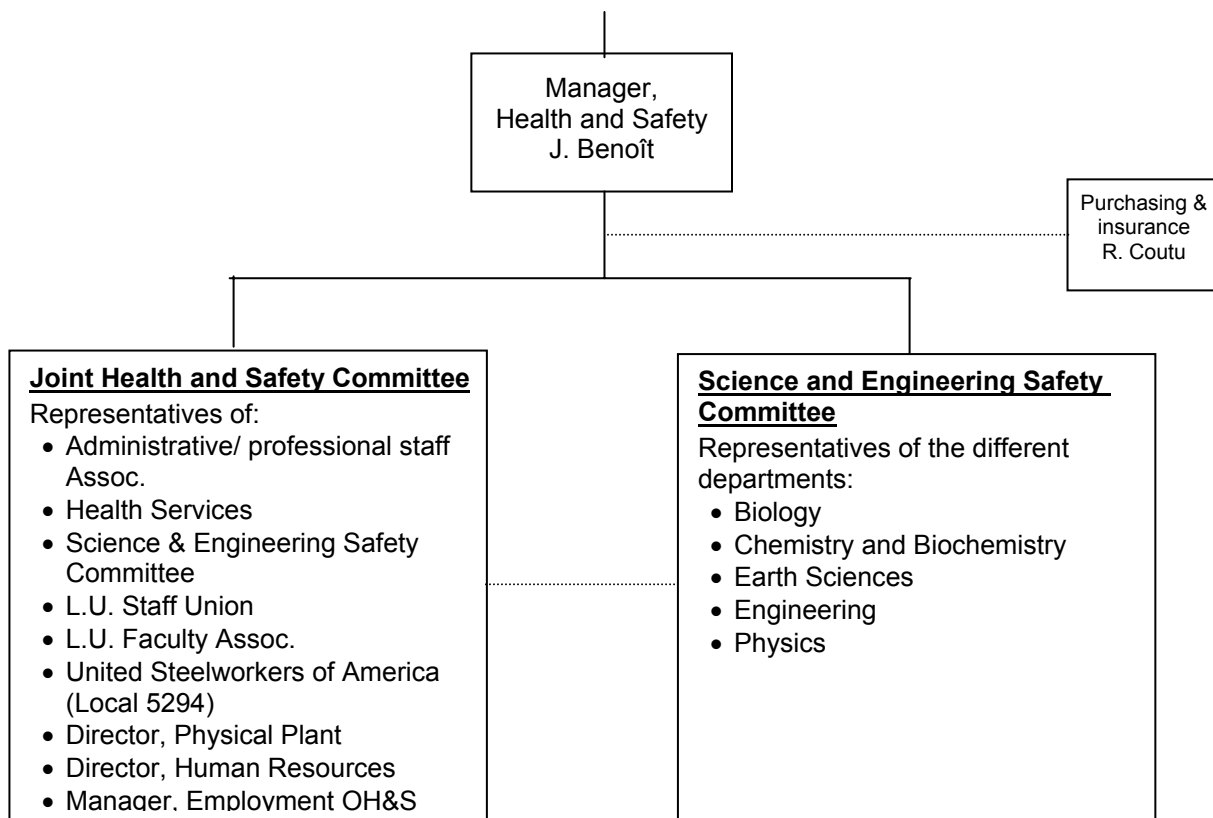 Manager,
Health and Safety
J. Benoît
Purchasing &
insurance
R. Coutu
Joint Health and Safety Committee
Representatives of:
• Administrative/ professional staff
Assoc.
• Health Services
• Science & Engineering Safety
Committee
• L.U. Staff Union
• L.U. Faculty Assoc.
• United Steelworkers of America
(Local 5294)
• Director, Physical Plant
• Director, Human Resources
• Manager, Employment OH&S
Science and Engineering Safety
Committee
Representatives of the different
departments:
• Biology
• Chemistry and Biochemistry
• Earth Sciences
• Engineering
• Physics